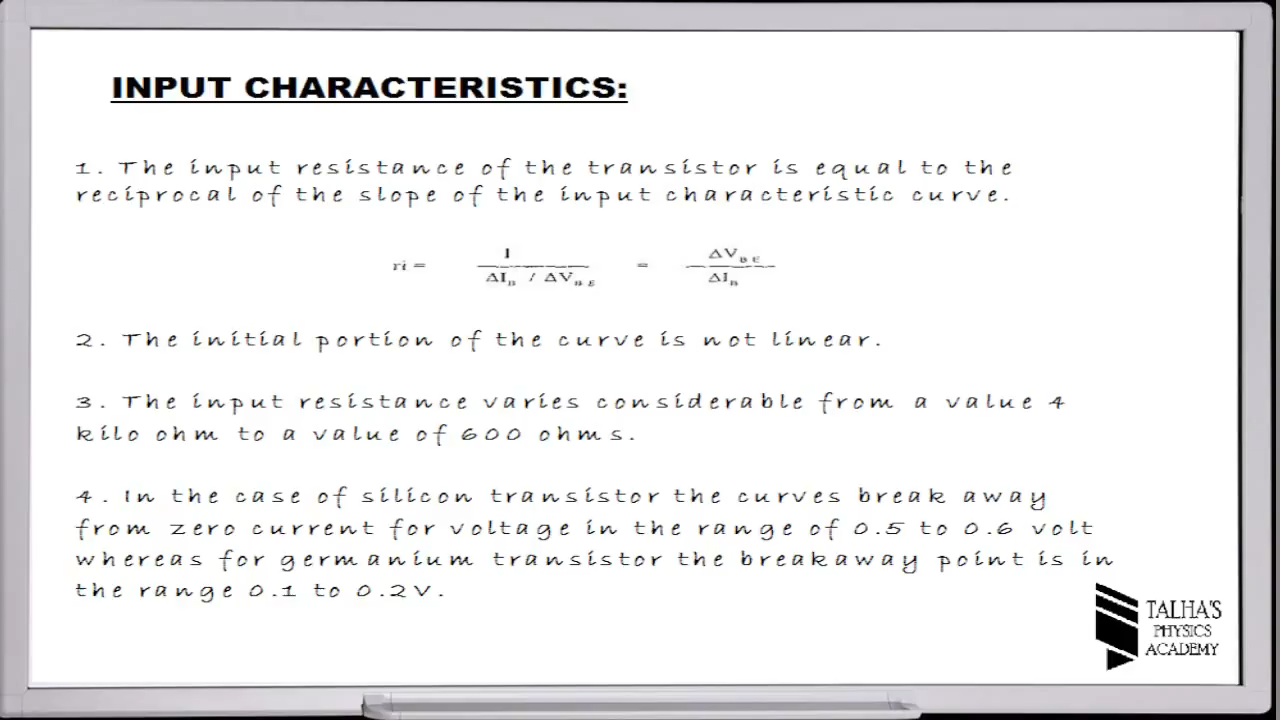 INPUT CHARACTERISTICS:
1. The input resistance of the transistor is equal to the
reciprocal of the slope of the input characteristic curve.
ri = 1 / (ΔI_B / ΔV_BE) = ΔV_BE / ΔI_B
2. The initial portion of the curve is not linear.
3. The input resistance varies considerable from a value 4
kilo ohm to a value of 600 ohms.
4. In the case of silicon transistor the curves break away
from zero current for voltage in the range of 0.5 to 0.6 volt
whereas for germanium transistor the breakaway point is in
the range 0.1 to 0.2V.
TALHA'S
PHYSICS
ACADEMY